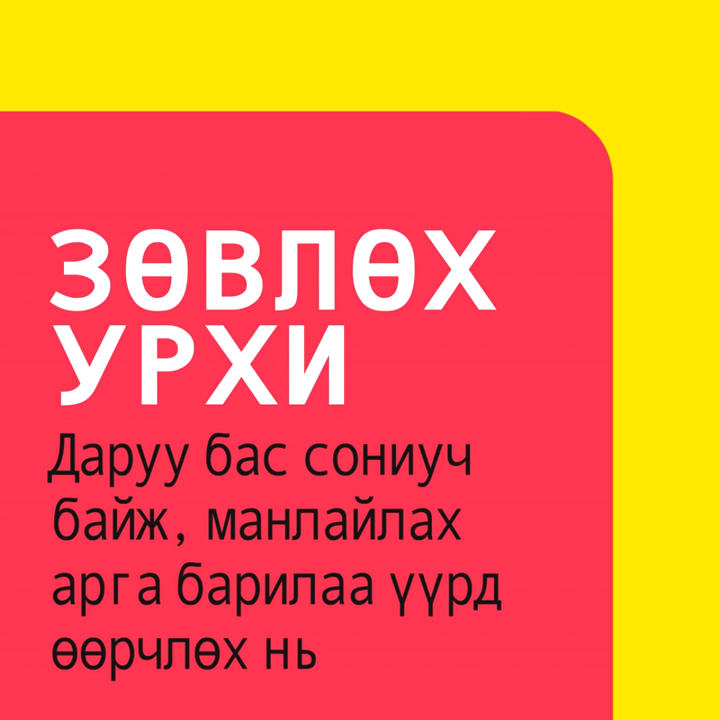 ЗӨВЛӨХ
УРХИ
Даруу бас сониуч
байж, манлайлах
арга барилаа үүрд
өөрчлөх нь